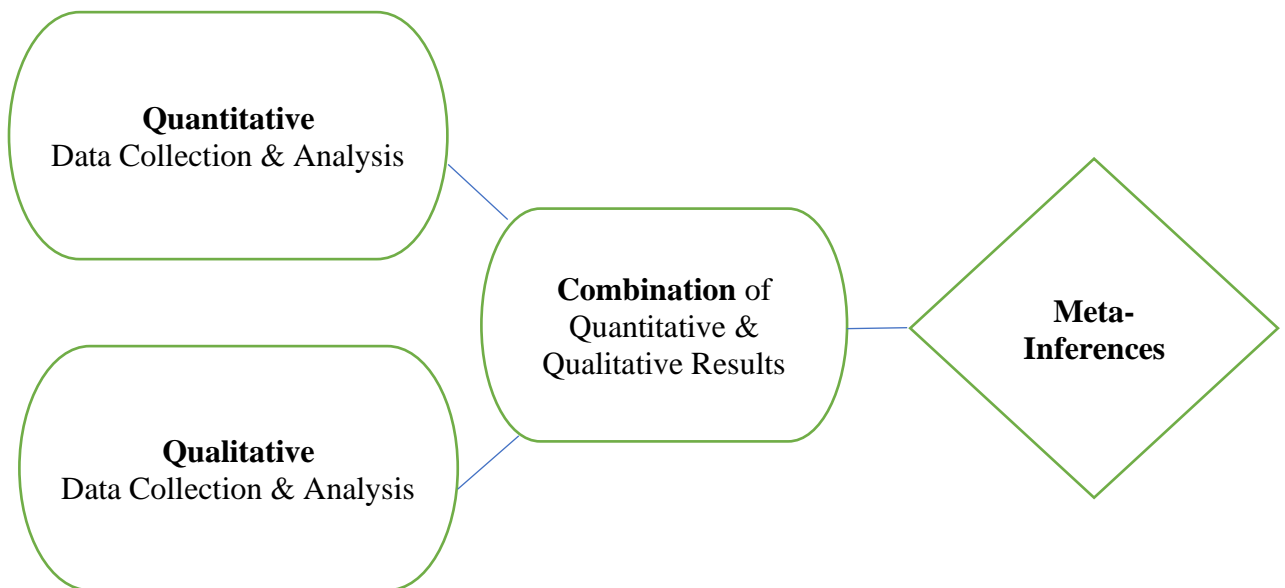 Quantitative
Data Collection & Analysis
Qualitative
Data Collection & Analysis
Combination of
Quantitative &
Qualitative Results
Meta-
Inferences